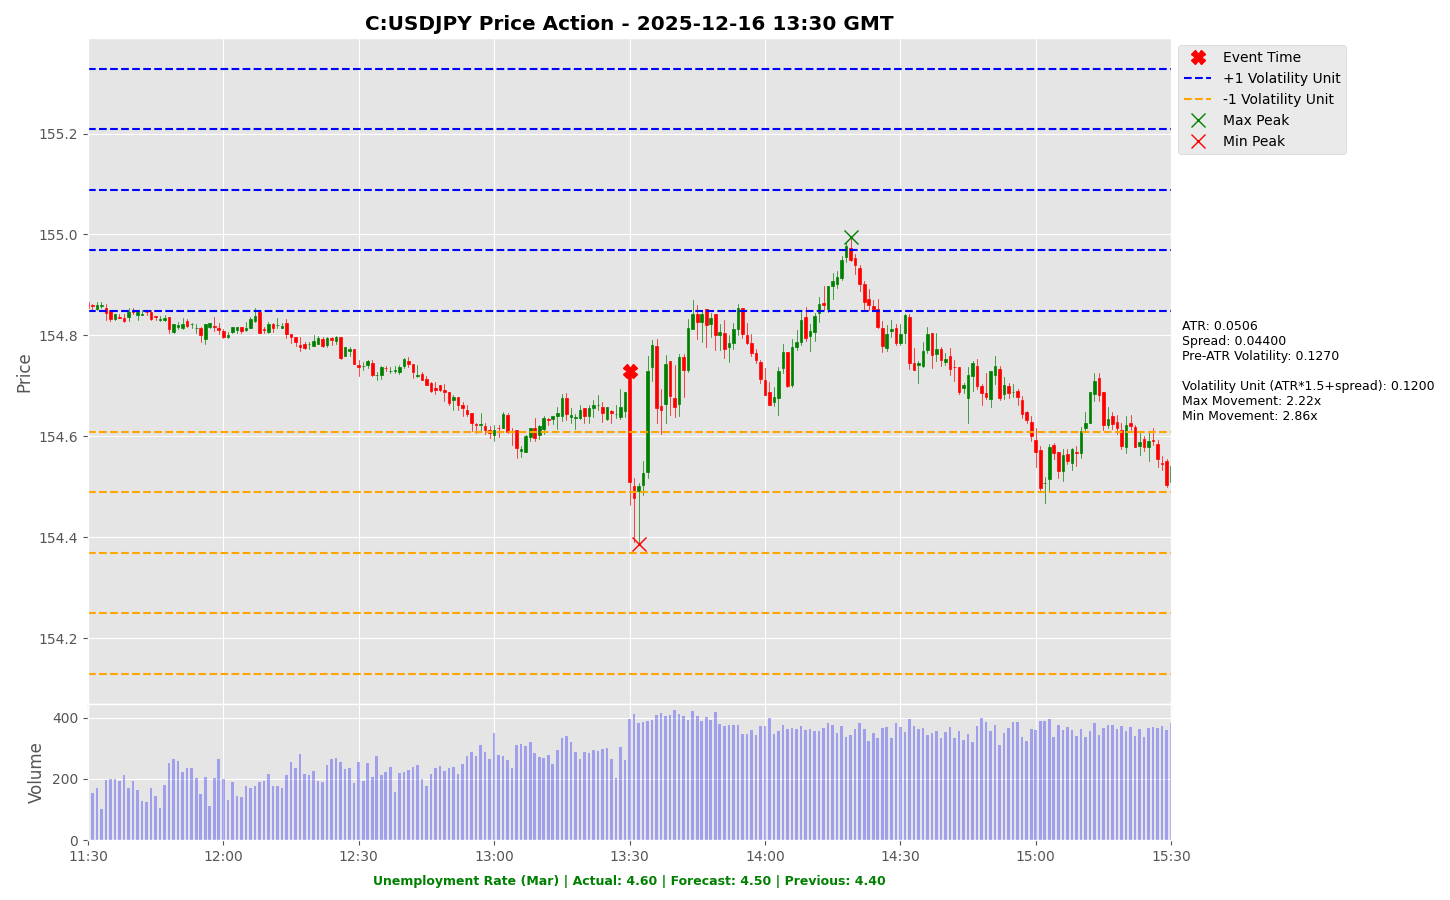 C:USDJPY Price Action - 2025-12-16 13:30 GMT
Event Time
+1 Volatility Unit
-1 Volatility Unit
Max Peak
Min Peak
Price
155.2
155.0
154.8
154.6
154.4
154.2
ATR: 0.0506
Spread: 0.04400
Pre-ATR Volatility: 0.1270
Volatility Unit (ATR*1.5+spread): 0.1200
Max Movement: 2.22x
Min Movement: 2.86x
Volume
400
200
0
11:30 12:00 12:30 13:00 13:30 14:00 14:30 15:00 15:30
Unemployment Rate (Mar) | Actual: 4.60 | Forecast: 4.50 | Previous: 4.40